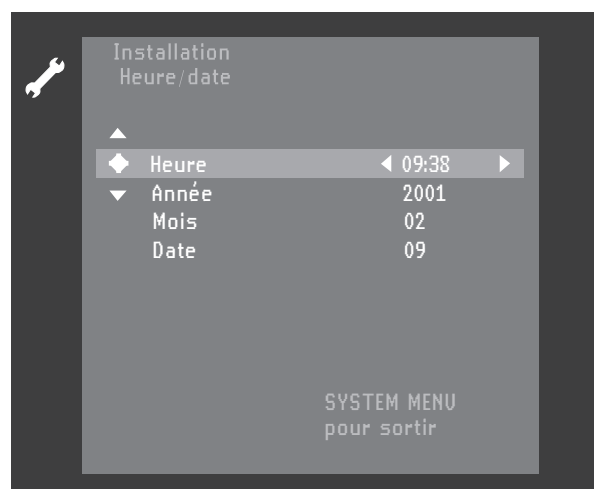 Installation
Heure/date
Heure 09:38
Année 2001
Mois 02
Date 09
SYSTEM MENU
pour sortir